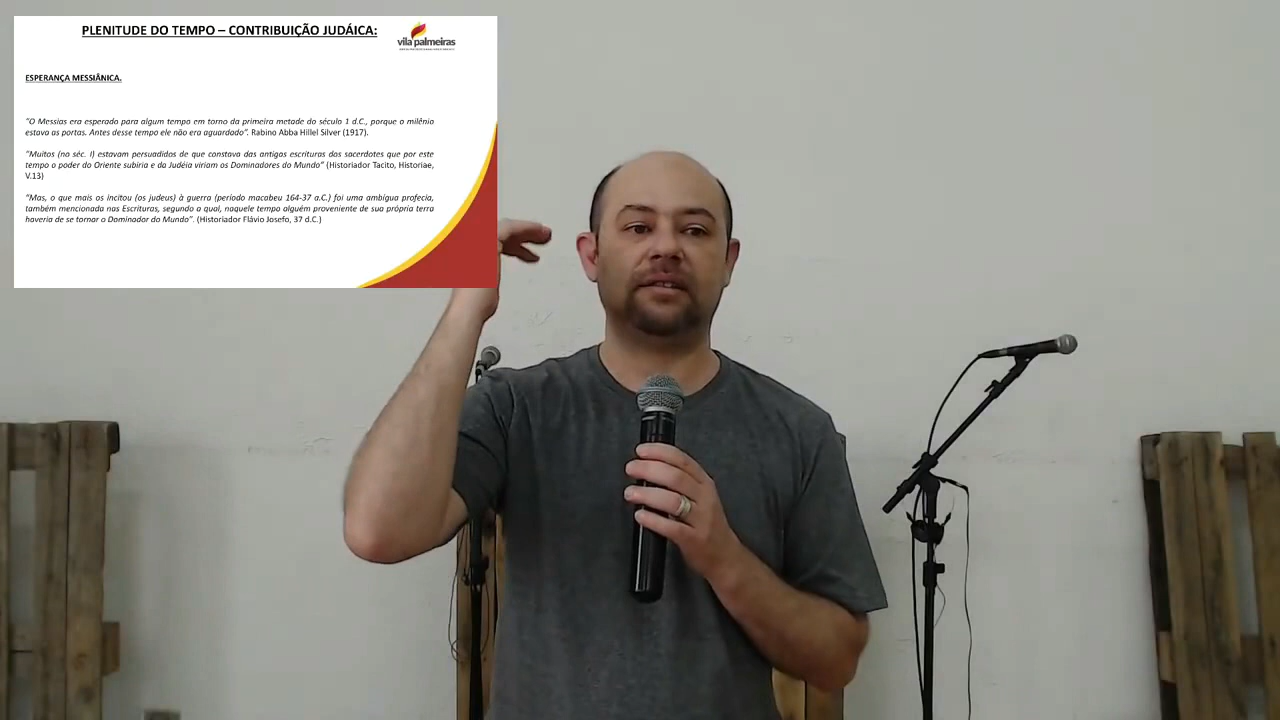 PLENITUDE DO TEMPO – CONTRIBUIÇÃO JUDÁICA:
vila palmeiras
ESPERANÇA MESSIÂNICA.
"O Messias era esperado para algum tempo em torno da primeira metade do século 1 d.C., porque o milênio
estava as portas. Antes desse tempo ele não era aguardado". Rabino Abba Hillel Silver (1917).
"Muitos (no séc. I) estavam persuadidos de que constava das antigas escrituras dos sacerdotes que por este
tempo o poder do Oriente subiria e da Judéia viriam os Dominadores do Mundo" (Historiador Tacito, Historiae,
V.13)
"Mas, o que mais os incitou (os judeus) à guerra (período macabeu 164-37 a.C.) foi uma ambígua profecia,
também mencionada nas Escrituras, segundo o qual, naquele tempo alguém proveniente de sua própria terra
haveria de se tornar o Dominador do Mundo". (Historiador Flávio Josefo, 37 d.C.)